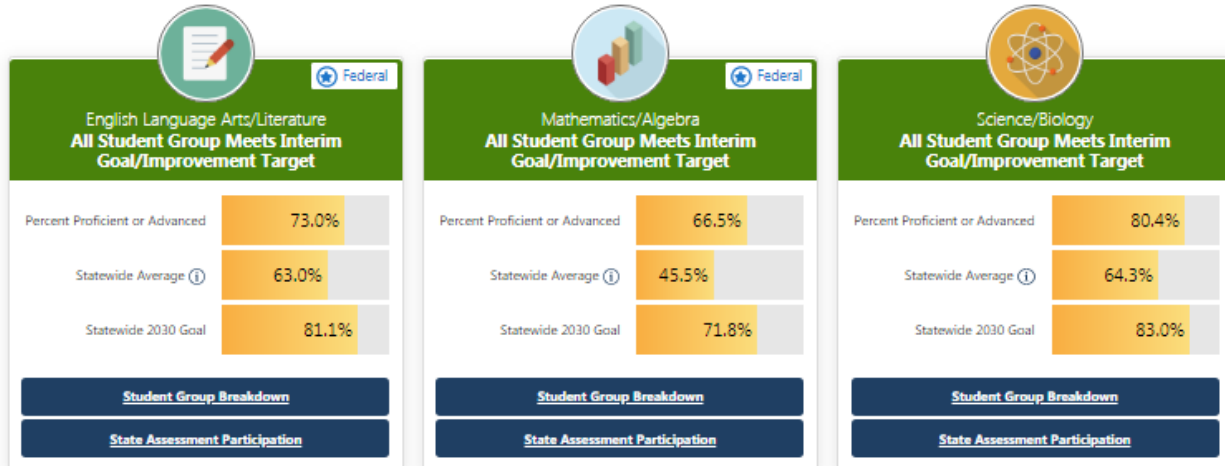 Federal
English Language Arts/Literature
All Student Group Meets Interim
Goal/Improvement Target
Percent Proficient or Advanced 73.0%
Statewide Average 63.0%
Statewide 2030 Goal 81.1%
Student Group Breakdown
State Assessment Participation
Federal
Mathematics/Algebra
All Student Group Meets Interim
Goal/Improvement Target
Percent Proficient or Advanced 66.5%
Statewide Average 45.5%
Statewide 2030 Goal 71.8%
Student Group Breakdown
State Assessment Participation
Science/Biology
All Student Group Meets Interim
Goal/Improvement Target
Percent Proficient or Advanced 80.4%
Statewide Average 64.3%
Statewide 2030 Goal 83.0%
Student Group Breakdown
State Assessment Participation